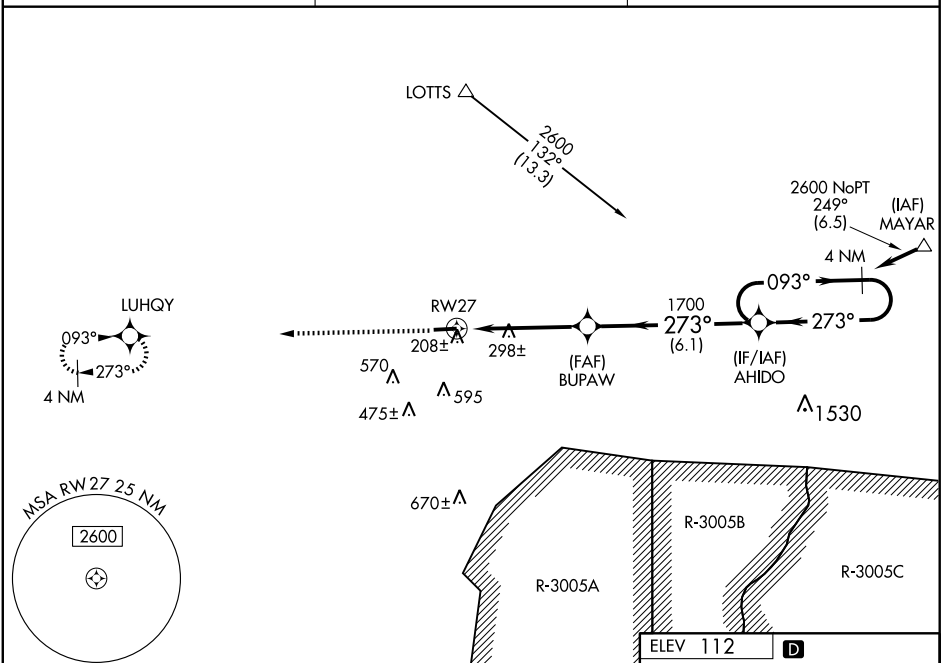 LOTTS
2600
132°
(13.3)
2600 NoPT
249°
(6.5)
(IAF)
MAYAR
4 NM
093°
LUHQY
093°
273°
4 NM
RW27
208±
298±
1700
273°
(6.1)
273°
(FAF)
BUPAW
(IF/IAF)
AHIDO
570
475±
595
1530
670±
MSA RW27 25 NM
2600
R-3005A
R-3005B
R-3005C
ELEV 112
D